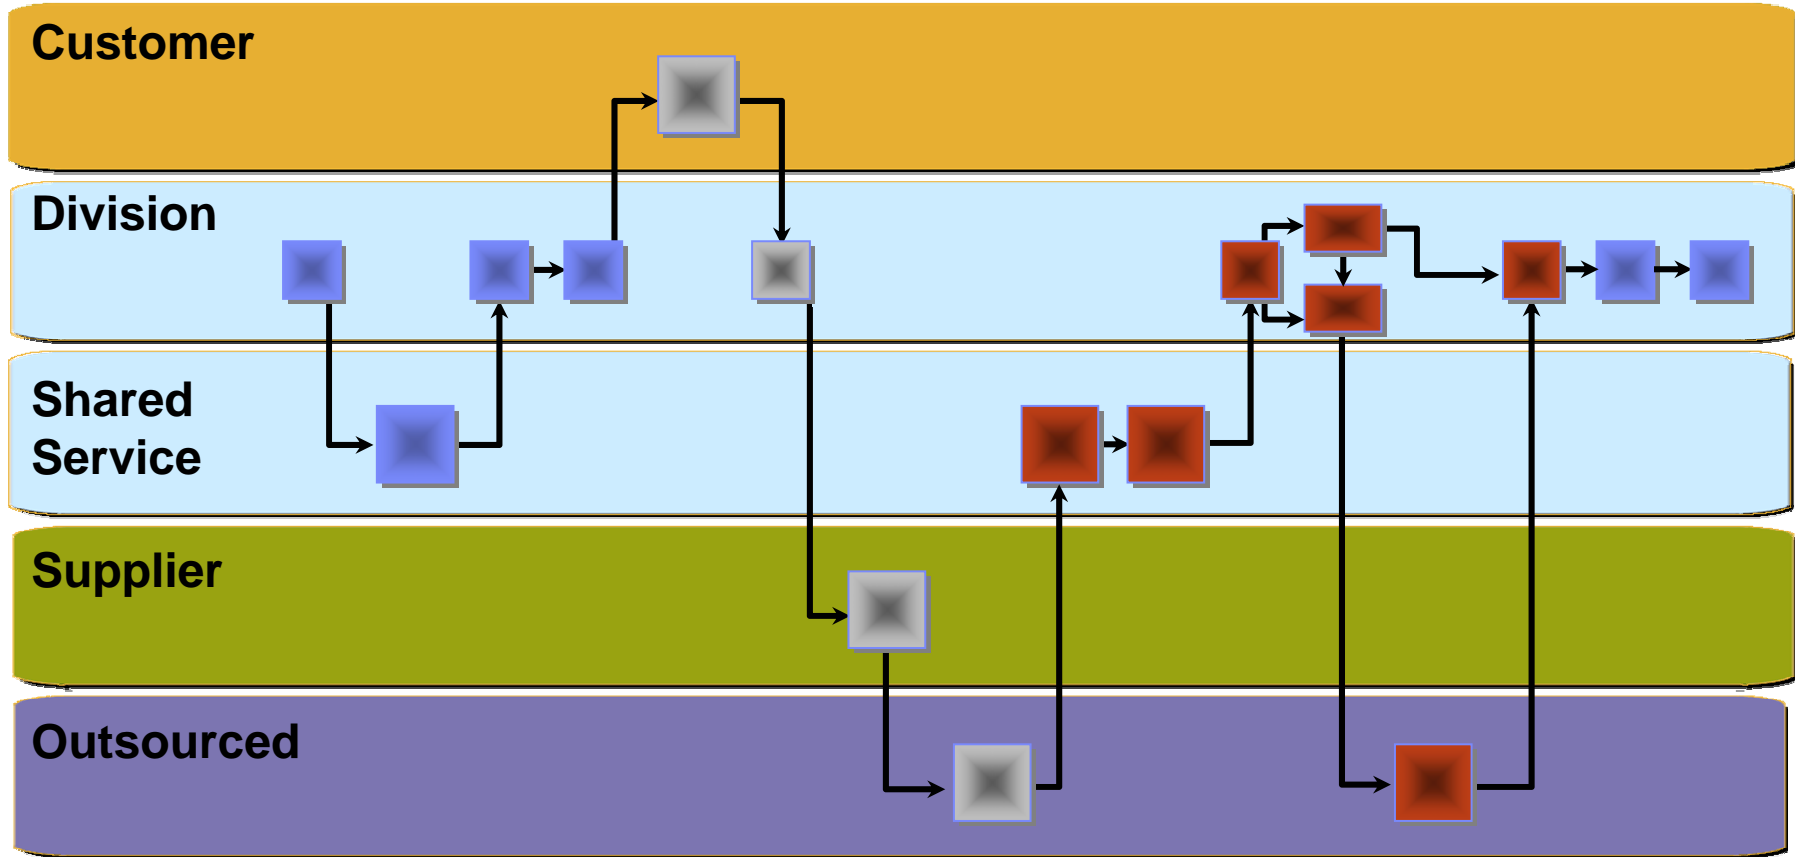 Customer
Division
Shared
Service
Supplier
Outsourced